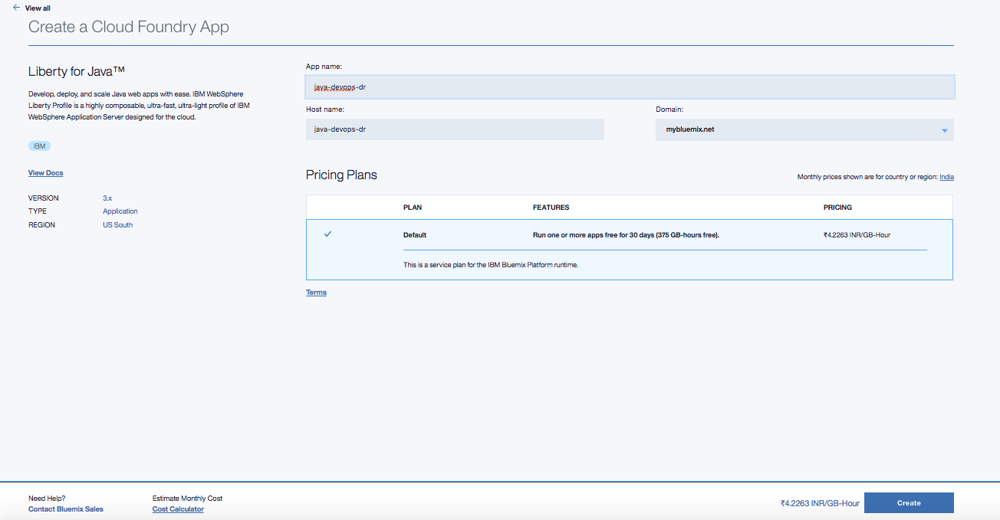 View all
Create a Cloud Foundry App
Liberty for Java™
Develop, deploy, and scale Java web apps with ease. IBM WebSphere
Liberty Profile is a highly composable, ultra-fast, ultra-light profile of IBM
WebSphere Application Server designed for the cloud.
IBM
View Docs
VERSION 3.x
TYPE Application
REGION US South
App name:
java-devops-dr
Host name: Domain:
java-devops-dr mybluemix.net
Pricing Plans Monthly prices shown are for country or region: India
PLAN FEATURES PRICING
Default Run one or more apps free for 30 days (375 GB-hours free). ₹4.2263 INR/GB-Hour
This is a service plan for the IBM Bluemix Platform runtime.
Terms
Need Help? Estimate Monthly Cost
Contact Bluemix Sales Cost Calculator
₹4.2263 INR/GB-Hour Create